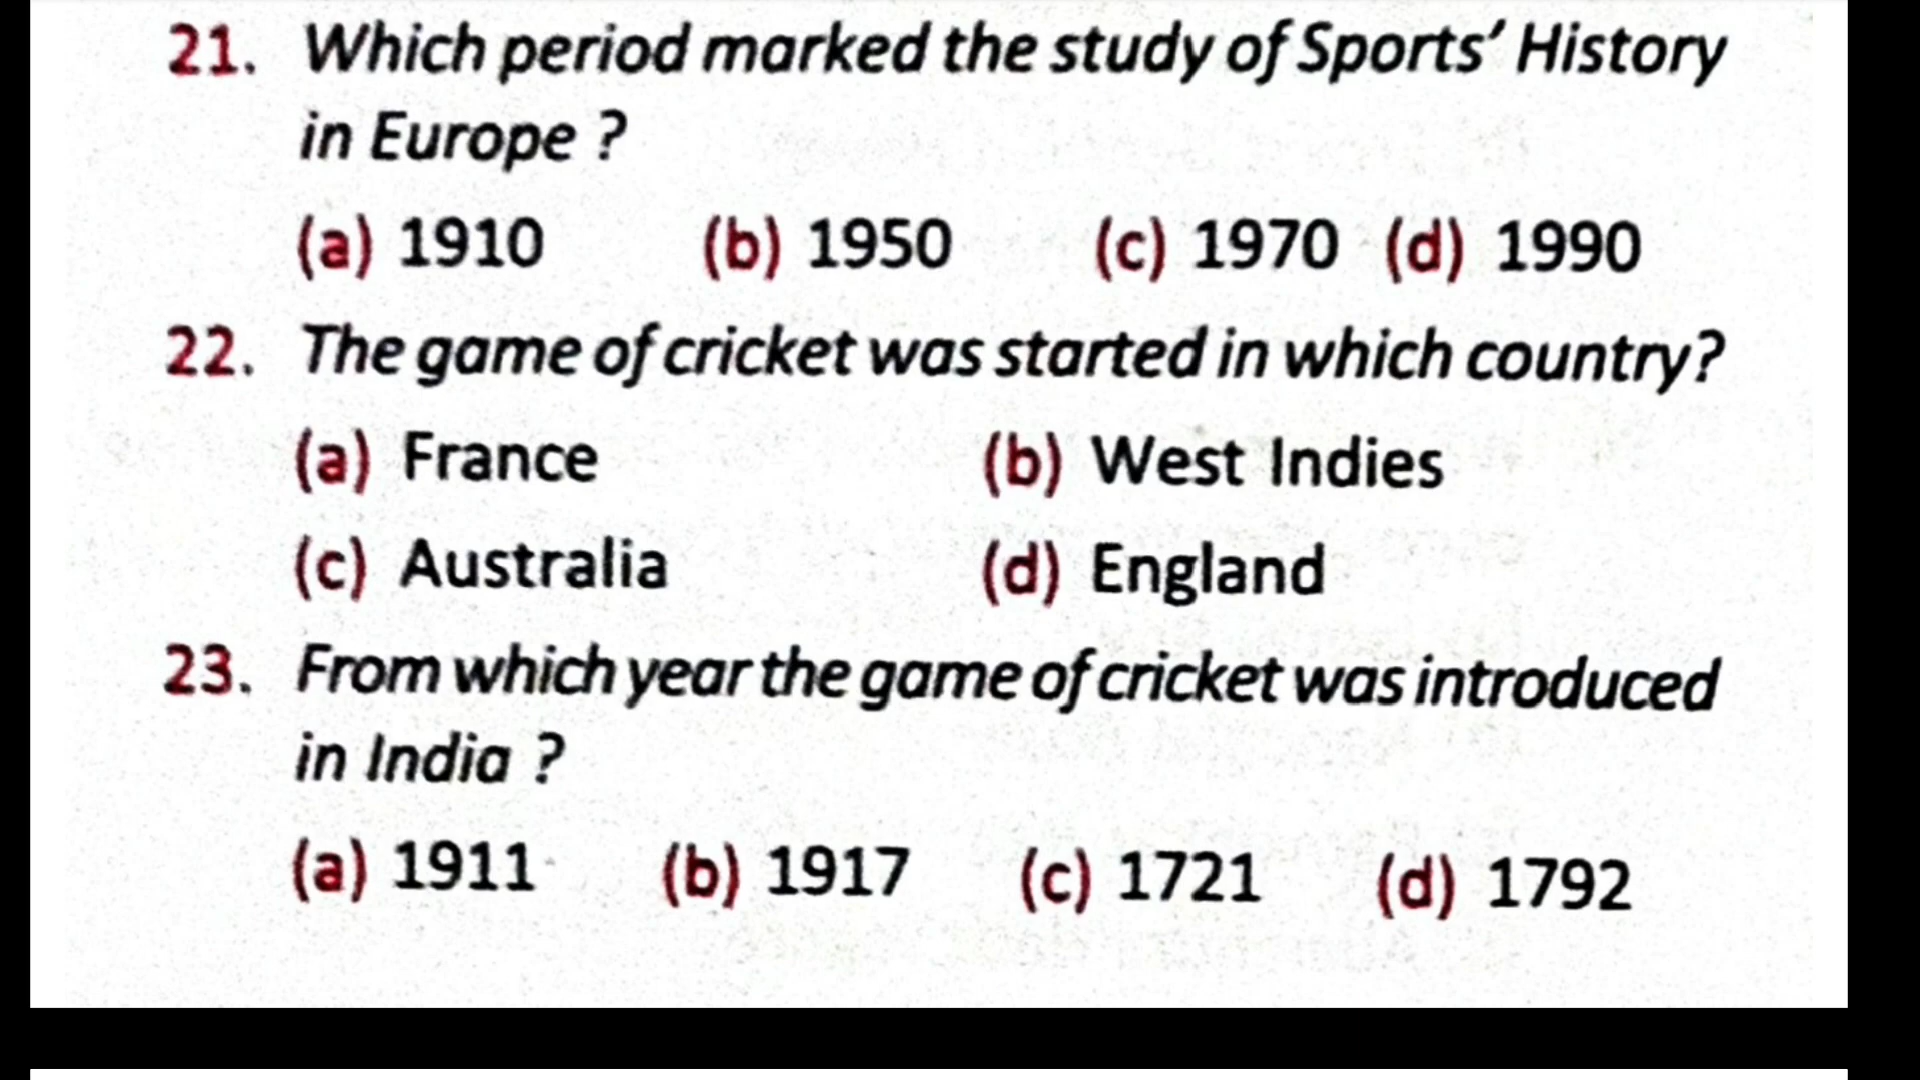 21. Which period marked the study of Sports' History
in Europe ?
(a) 1910 (b) 1950 (c) 1970 (d) 1990
22. The game of cricket was started in which country?
(a) France (b) West Indies
(c) Australia (d) England
23. From which year the game of cricket was introduced
in India ?
(a) 1911 (b) 1917 (c) 1721 (d) 1792